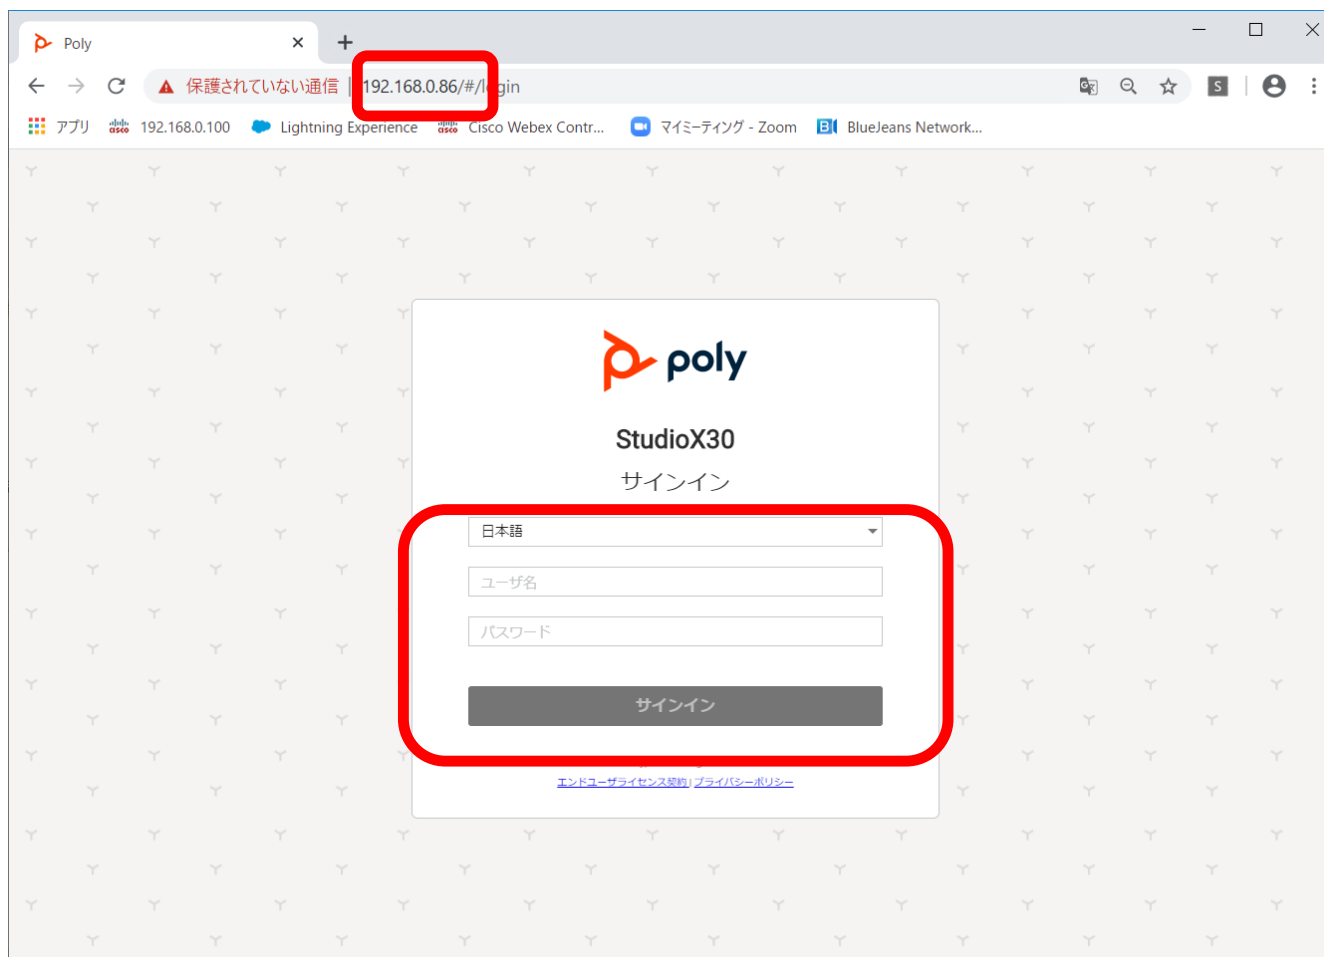 Poly
保護されていない通信 | 192.168.0.86/#/login
アプリ 192.168.0.100 Lightning Experience Cisco Webex Contr... マイミーティング - Zoom BlueJeans Network...
poly
StudioX30
サインイン
日本語
ユーザ名
パスワード
サインイン
エンドユーザライセンス契約 | プライバシーポリシー